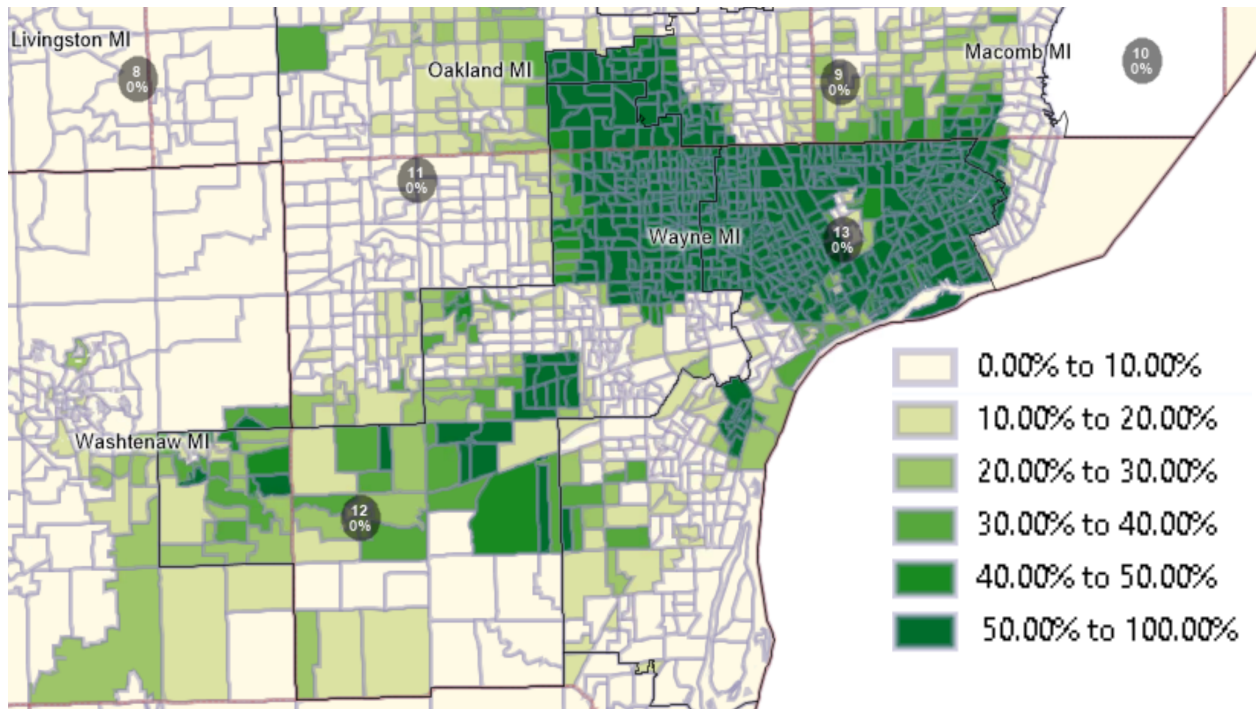 Livingston MI
8
0%
Oakland MI
9
0%
Macomb MI
10
0%
11
0%
Wayne MI
13
0%
Washtenaw MI
12
0%
0.00% to 10.00%
10.00% to 20.00%
20.00% to 30.00%
30.00% to 40.00%
40.00% to 50.00%
50.00% to 100.00%